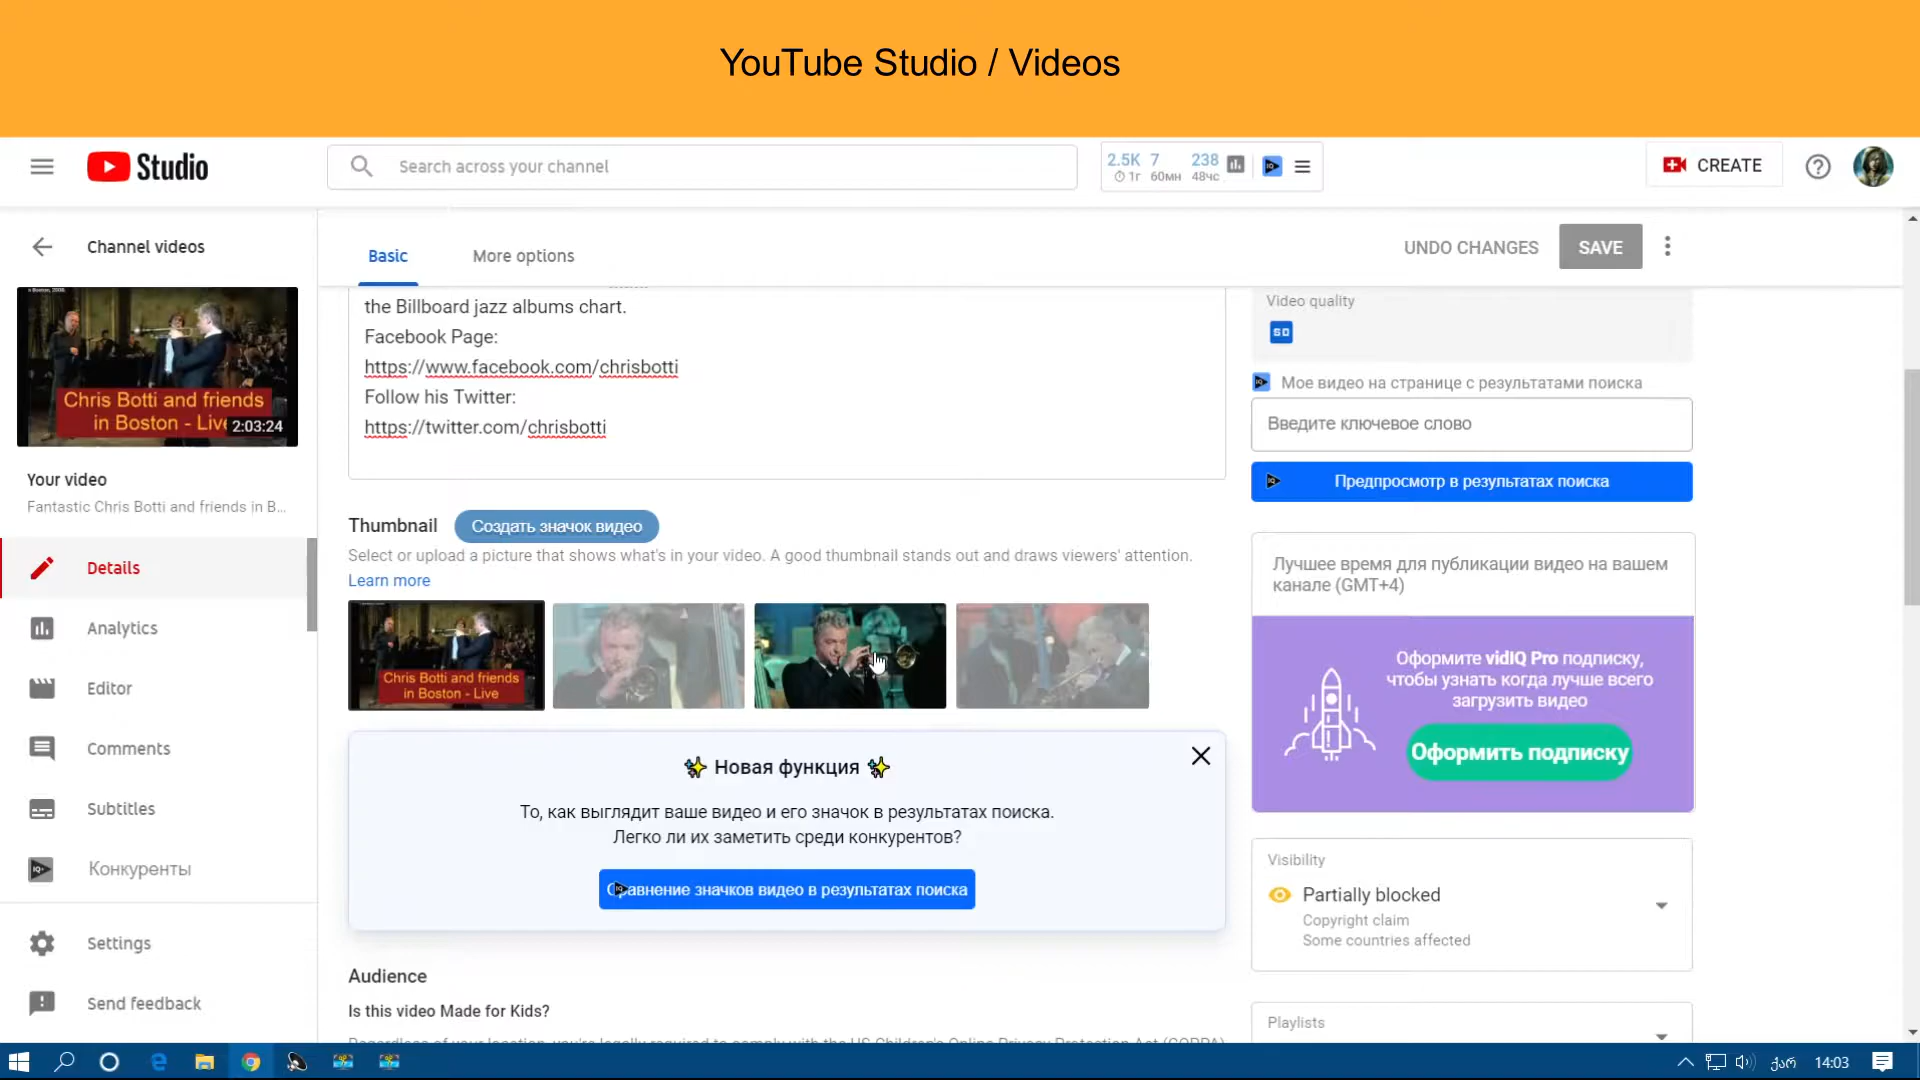 YouTube Studio / Videos
Studio
Search across your channel
2.5K 7 238
1г 60мн 48чс
CREATE
Channel videos
Basic
More options
UNDO CHANGES
SAVE
Chris Botti and friends
in Boston - Live
2:03:24
Your video
Fantastic Chris Botti and friends in B...
Details
Analytics
Editor
Comments
Subtitles
Конкуренты
Settings
Send feedback
the Billboard jazz albums chart.
Facebook Page:
https://www.facebook.com/chrisbotti
Follow his Twitter:
https://twitter.com/chrisbotti
Thumbnail
Создать значок видео
Select or upload a picture that shows what's in your video. A good thumbnail stands out and draws viewers' attention.
Learn more
Chris Botti and friends
in Boston - Live
Новая функция
То, как выглядит ваше видео и его значок в результатах поиска.
Легко ли их заметить среди конкурентов?
Сравнение значков видео в результатах поиска
Audience
Is this video Made for Kids?
Video quality
SD
Мое видео на странице с результатами поиска
Введите ключевое слово
Предпросмотр в результатах поиска
Лучшее время для публикации видео на вашем
канале (GMT+4)
Оформите vidIQ Pro подписку,
чтобы узнать когда лучше всего
загрузить видео
Оформить подписку
Visibility
Partially blocked
Copyright claim
Some countries affected
Playlists
ქარ
14:03